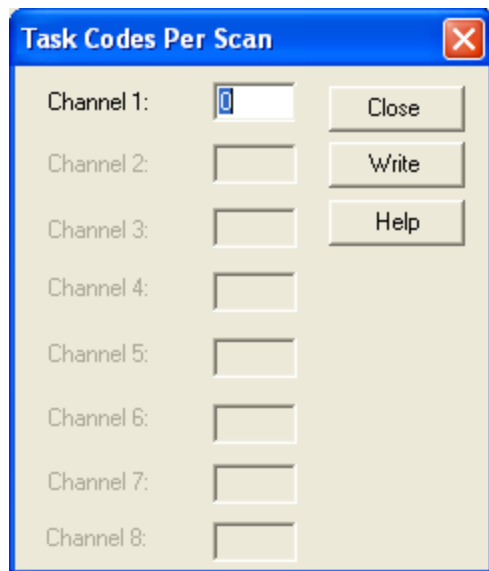 Task Codes Per Scan
Channel 1: 0 Close
Channel 2: Write
Channel 3: Help
Channel 4:
Channel 5:
Channel 6:
Channel 7:
Channel 8: